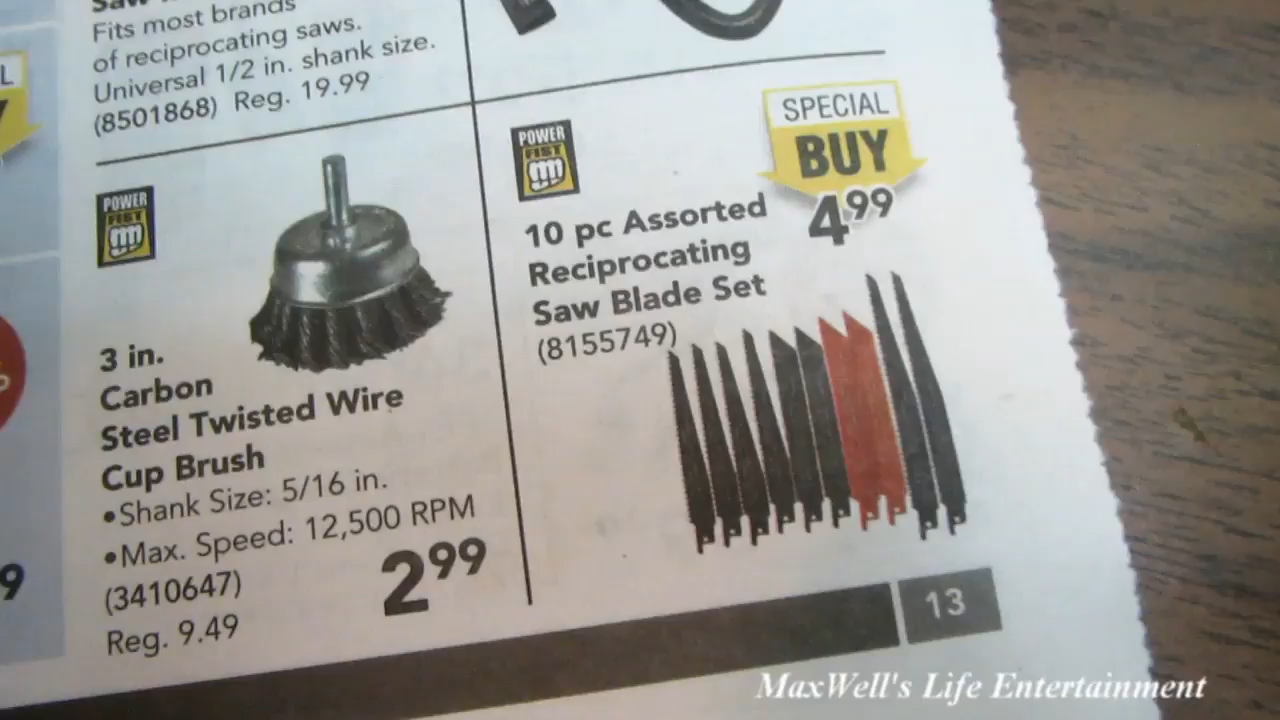 Fits most brands
of reciprocating saws.
Universal 1/2 in. shank size.
(8501868) Reg. 19.99
POWER
FIST
3 in.
Carbon
Steel Twisted Wire
Cup Brush
•Shank Size: 5/16 in.
•Max. Speed: 12,500 RPM
(3410647)
2.99
Reg. 9.49
POWER
FIST
SPECIAL
BUY
4.99
10 pc Assorted
Reciprocating
Saw Blade Set
(8155749)
13
MaxWell's Life Entertainment